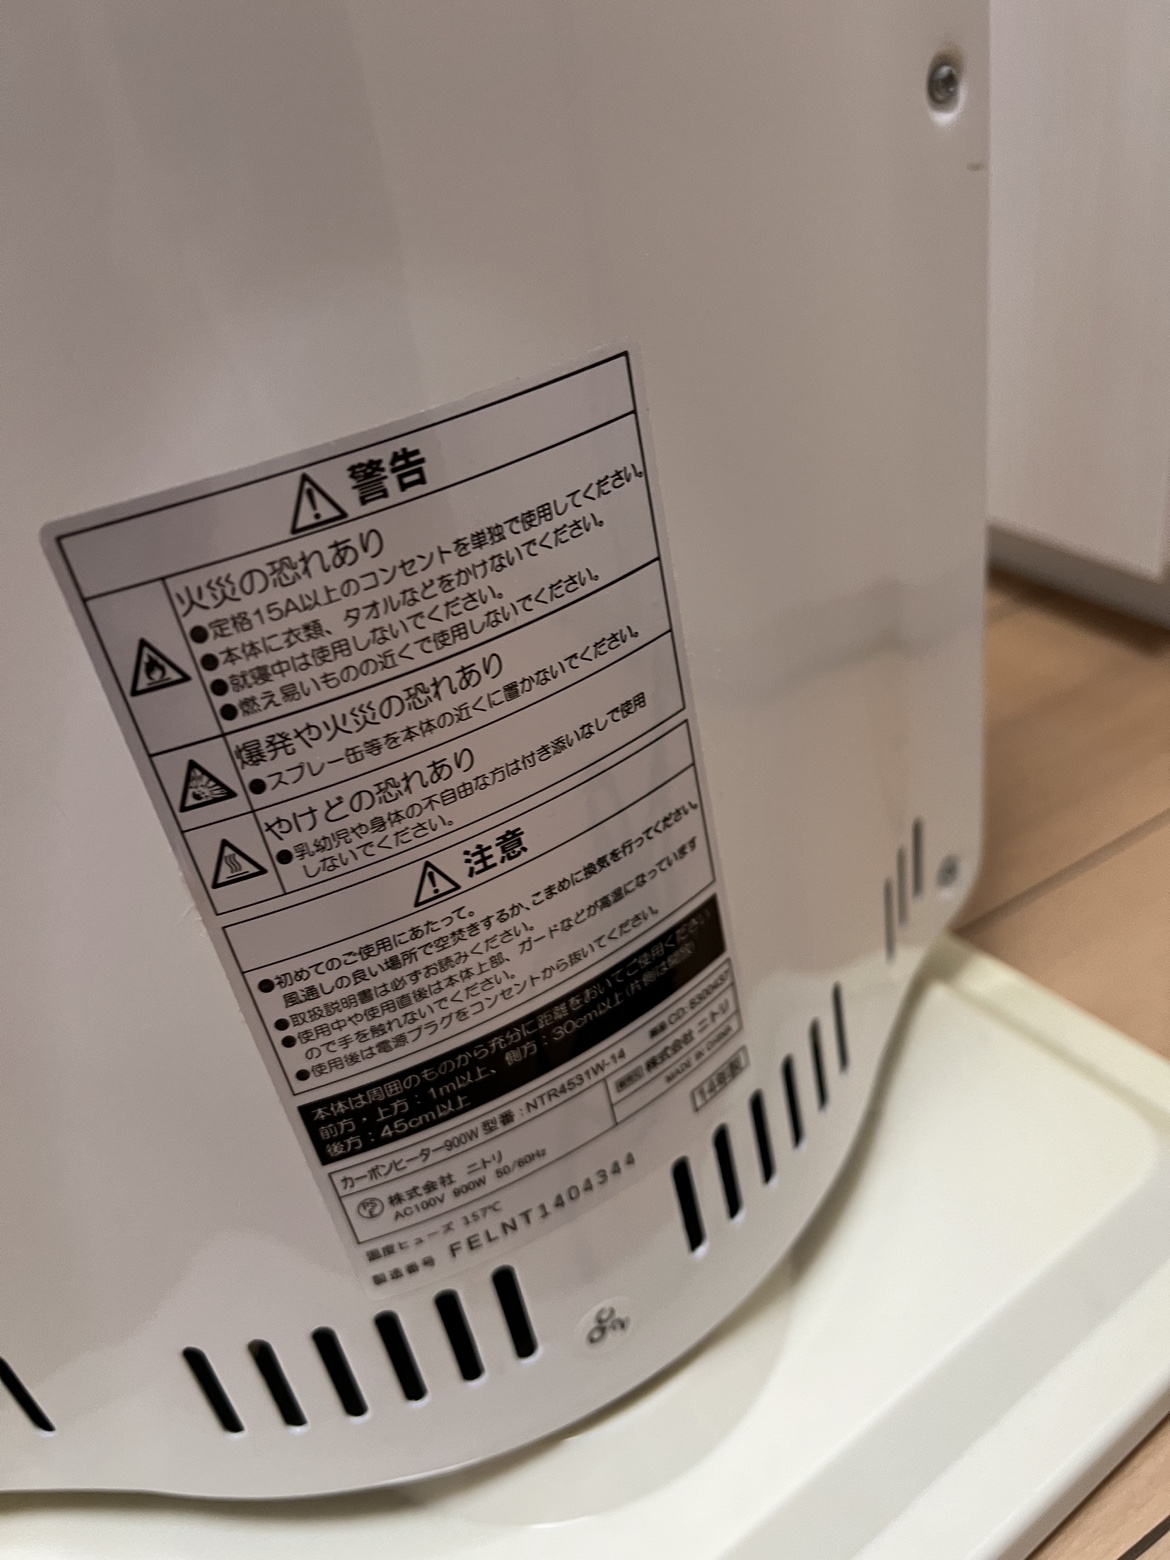 警告
火災の恐れあり
●定格15A以上のコンセントを単独で使用してください。
●本体に衣類、タオルなどをかけないでください。
●就寝中は使用しないでください。
●燃え易いものの近くで使用しないでください。
爆発や火災の恐れあり
●スプレー缶等を本体の近くに置かないでください。
やけどの恐れあり
●乳幼児や身体の不自由な方は付き添いなしで使用
しないでください。
注意
●初めてのご使用にあたって。
風通しの良い場所で空焚きするか、こまめに換気を行ってください。
●取扱説明書は必ずお読みください。
●使用中や使用直後は本体上部、ガードなどが高温になっています
ので手を触れないでください。
●使用後は電源プラグをコンセントから抜いてください。
本体は周囲のものから充分に距離をおいてご使用ください
前方・上方：1m以上、側方：30cm以上(片側は開放)
後方：45cm以上
カーボンヒーター900W 型番：NTR4531W-14
株式会社 ニトリ
AC100V 900W 50/60Hz
株式会社 ニトリ
MADE IN CHINA
14年製
温度ヒューズ 157℃
製造番号 FELNT1404344